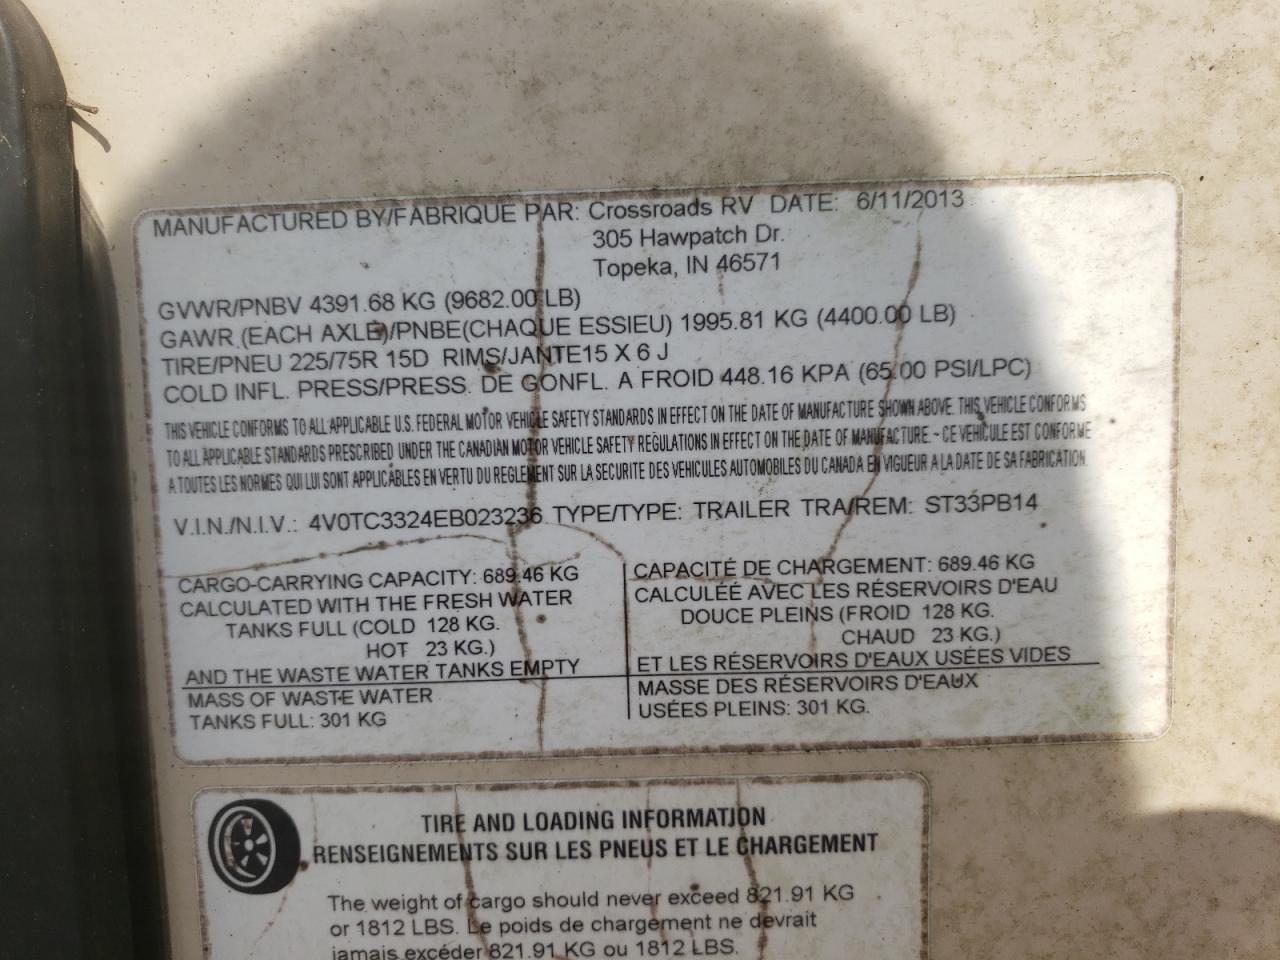 MANUFACTURED BY/FABRIQUE PAR: Crossroads RV DATE: 6/11/2013
305 Hawpatch Dr.
Topeka, IN 46571
GVWR/PNBV 4391.68 KG (9682.00 LB)
GAWR (EACH AXLE)/PNBE(CHAQUE ESSIEU) 1995.81 KG (4400.00 LB)
TIRE/PNEU 225/75R 15D RIMS/JANTE15 X 6 J
COLD INFL. PRESS/PRESS. DE GONFL. A FROID 448.16 KPA (65.00 PSI/LPC)
THIS VEHICLE CONFORMS TO ALL APPLICABLE U.S. FEDERAL MOTOR VEHICLE SAFETY STANDARDS IN EFFECT ON THE DATE OF MANUFACTURE SHOWN ABOVE. THIS VEHICLE CONFORMS
TO ALL APPLICABLE STANDARDS PRESCRIBED UNDER THE CANADIAN MOTOR VEHICLE SAFETY REGULATIONS IN EFFECT ON THE DATE OF MANUFACTURE. ~ CE VEHICULE EST CONFORME
A TOUTES LES NORMES QUI LUI SONT APPLICABLES EN VERTU DU REGLEMENT SUR LA SECURITE DES VEHICULES AUTOMOBILES DU CANADA EN VIGUEUR A LA DATE DE SA FABRICATION
V.I.N./N.I.V.: 4V0TC3324EB023236 TYPE/TYPE: TRAILER TRA/REM: ST33PB14
CARGO-CARRYING CAPACITY: 689.46 KG
CALCULATED WITH THE FRESH WATER
TANKS FULL (COLD 128 KG.
HOT 23 KG.)
AND THE WASTE WATER TANKS EMPTY
MASS OF WASTE WATER
TANKS FULL: 301 KG
CAPACITÉ DE CHARGEMENT: 689.46 KG
CALCULÉE AVEC LES RÉSERVOIRS D'EAU
DOUCE PLEINS (FROID 128 KG.
CHAUD 23 KG.)
ET LES RÉSERVOIRS D'EAUX USÉES VIDES
MASSE DES RÉSERVOIRS D'EAUX
USÉES PLEINS: 301 KG.
TIRE AND LOADING INFORMATION
RENSEIGNEMENTS SUR LES PNEUS ET LE CHARGEMENT
The weight of cargo should never exceed 821.91 KG
or 1812 LBS. Le poids de chargement ne devrait
jamais excéder 821.91 KG ou 1812 LBS.